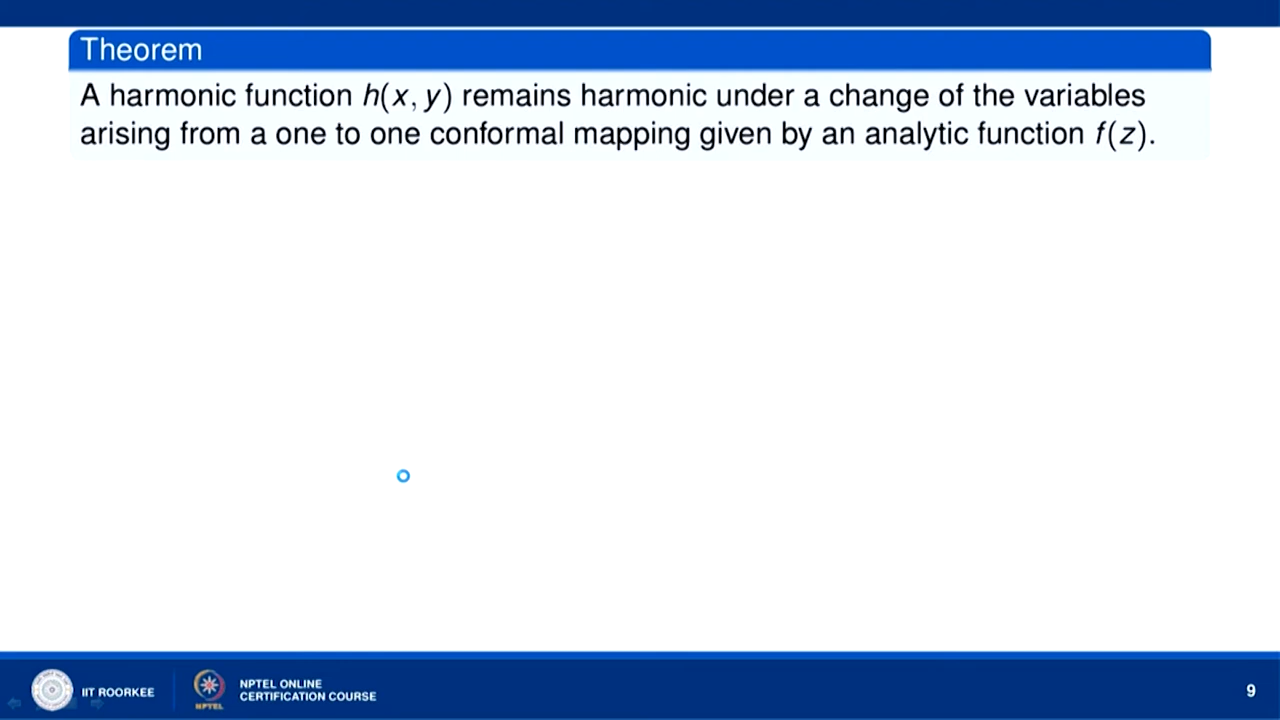 Theorem
A harmonic function h(x, y) remains harmonic under a change of the variables
arising from a one to one conformal mapping given by an analytic function f(z).
IIT ROORKEE
NPTEL
NPTEL ONLINE
CERTIFICATION COURSE
9